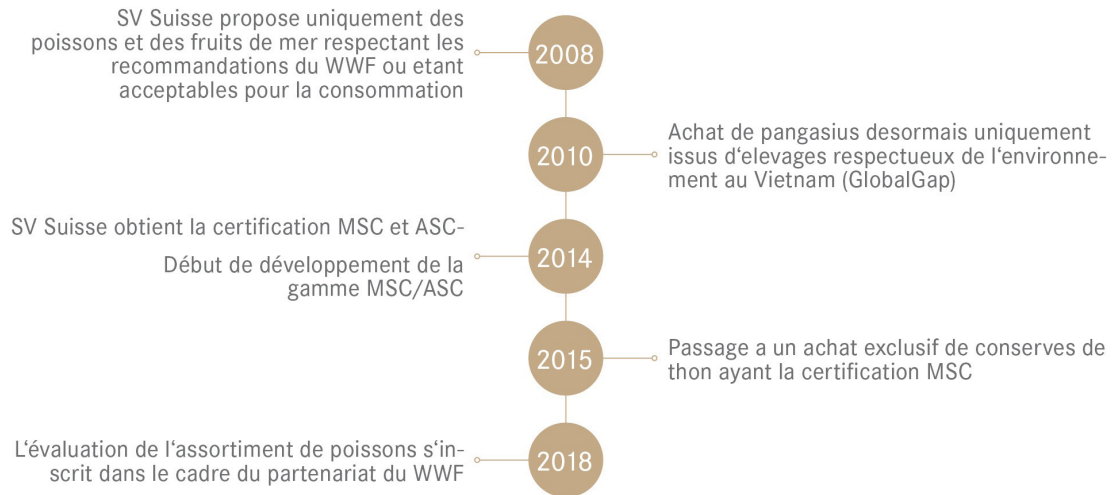 SV Suisse propose uniquement des
poissons et des fruits de mer respectant les
recommandations du WWF ou etant
acceptables pour la consommation
2008
2010
Achat de pangasius desormais uniquement
issus d‘elevages respectueux de l‘environne-
ment au Vietnam (GlobalGap)
SV Suisse obtient la certification MSC et ASC-
Début de développement de la
gamme MSC/ASC
2014
2015
Passage a un achat exclusif de conserves de
thon ayant la certification MSC
L‘évaluation de l‘assortiment de poissons s‘in-
scrit dans le cadre du partenariat du WWF
2018